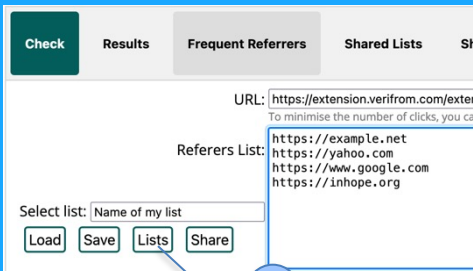 Check Results Frequent Referrers Shared Lists
URL: https://extension.verifrom.com/
To minimise the number of clicks, you
Referers List: https://example.net
https://yahoo.com
https://www.google.com
https://inhope.org
Select list: Name of my list
Load Save Lists Share